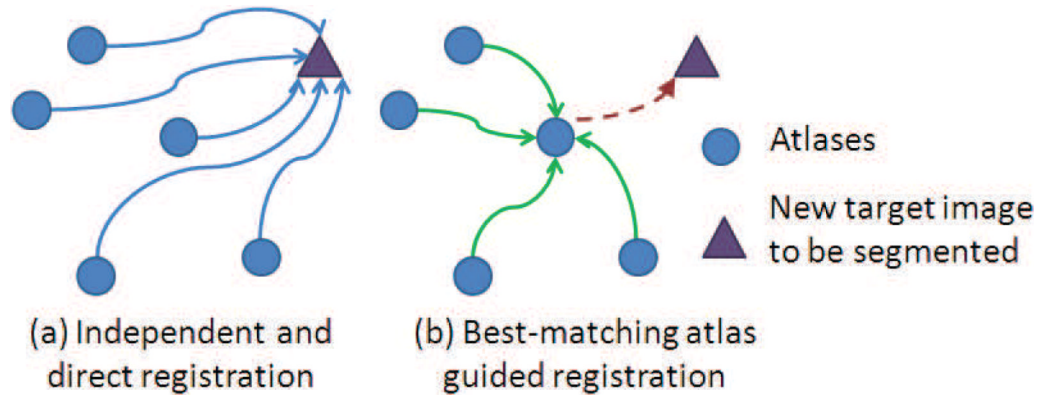 Atlases
New target image
to be segmented
(a) Independent and
direct registration
(b) Best-matching atlas
guided registration